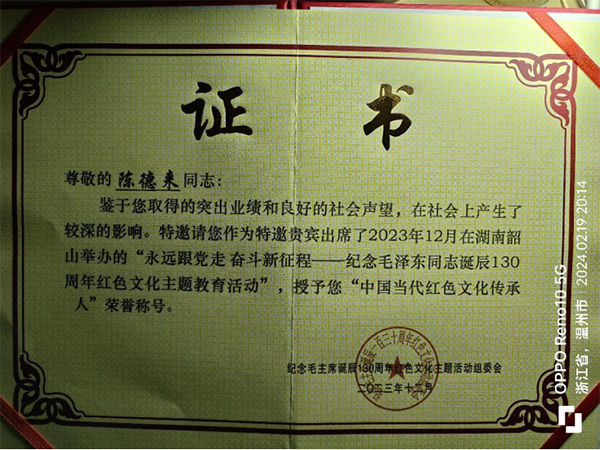 证 书
尊敬的 陈德来 同志：
鉴于您取得的突出业绩和良好的社会声望，在社会上产生了
较深的影响。特邀请您作为特邀贵宾出席了2023年12月在湖南韶
山举办的“永远跟党走 奋斗新征程——纪念毛泽东同志诞辰130
周年红色文化主题教育活动”，授予您“中国当代红色文化传承
人”荣誉称号。
纪念毛主席诞辰130周年红色文化主题活动组委会
二〇二三年十二月
OPPO Reno10 5G
浙江省，温州市 2024.02.19 20:14